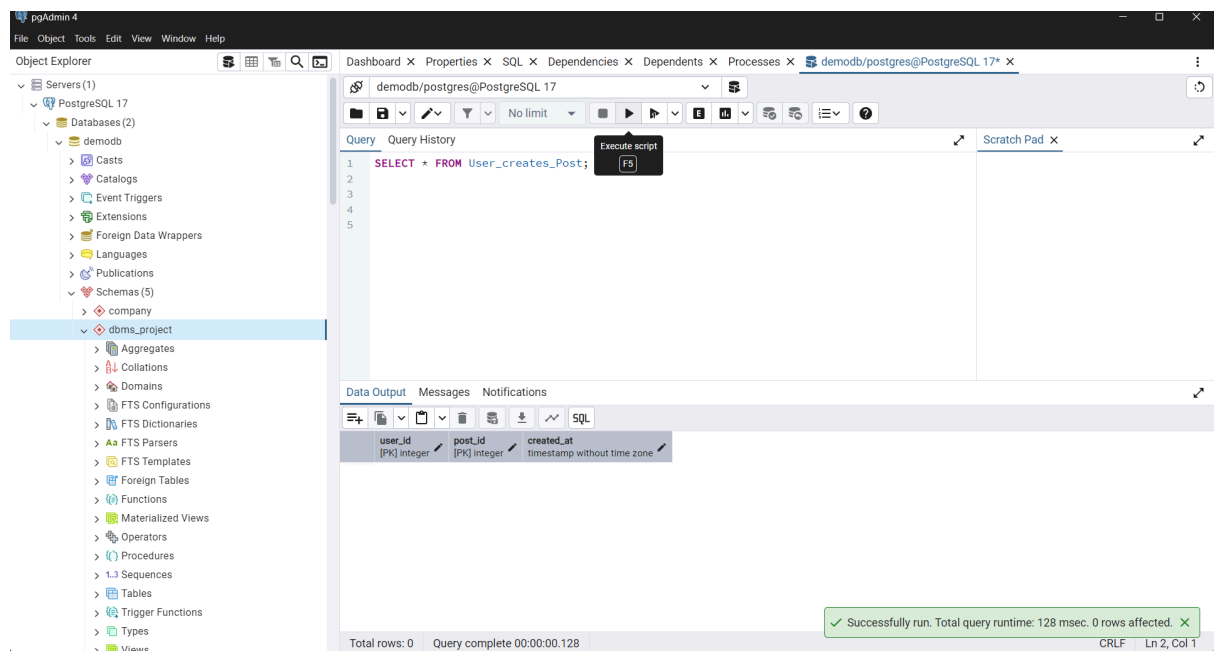 pgAdmin 4
File Object Tools Edit View Window Help
Object Explorer
Servers (1)
PostgreSQL 17
Databases (2)
demodb
Casts
Catalogs
Event Triggers
Extensions
Foreign Data Wrappers
Languages
Publications
Schemas (5)
company
dbms_project
Aggregates
Collations
Domains
FTS Configurations
FTS Dictionaries
Aa FTS Parsers
FTS Templates
Foreign Tables
Functions
Materialized Views
Operators
Procedures
1..3 Sequences
Tables
Trigger Functions
Types
Views
Dashboard X Properties X SQL X Dependencies X Dependents X Processes X demodb/postgres@PostgreSQL 17* X
demodb/postgres@PostgreSQL 17
No limit E
Query Query History
Execute script
F5
Scratch Pad X
1 SELECT * FROM User_creates_Post;
2
3
4
5
Data Output Messages Notifications
SQL
user_id post_id created_at
[PK] integer [PK] integer timestamp without time zone
Successfully run. Total query runtime: 128 msec. 0 rows affected. X
Total rows: 0 Query complete 00:00:00.128 CRLF Ln 2, Col 1